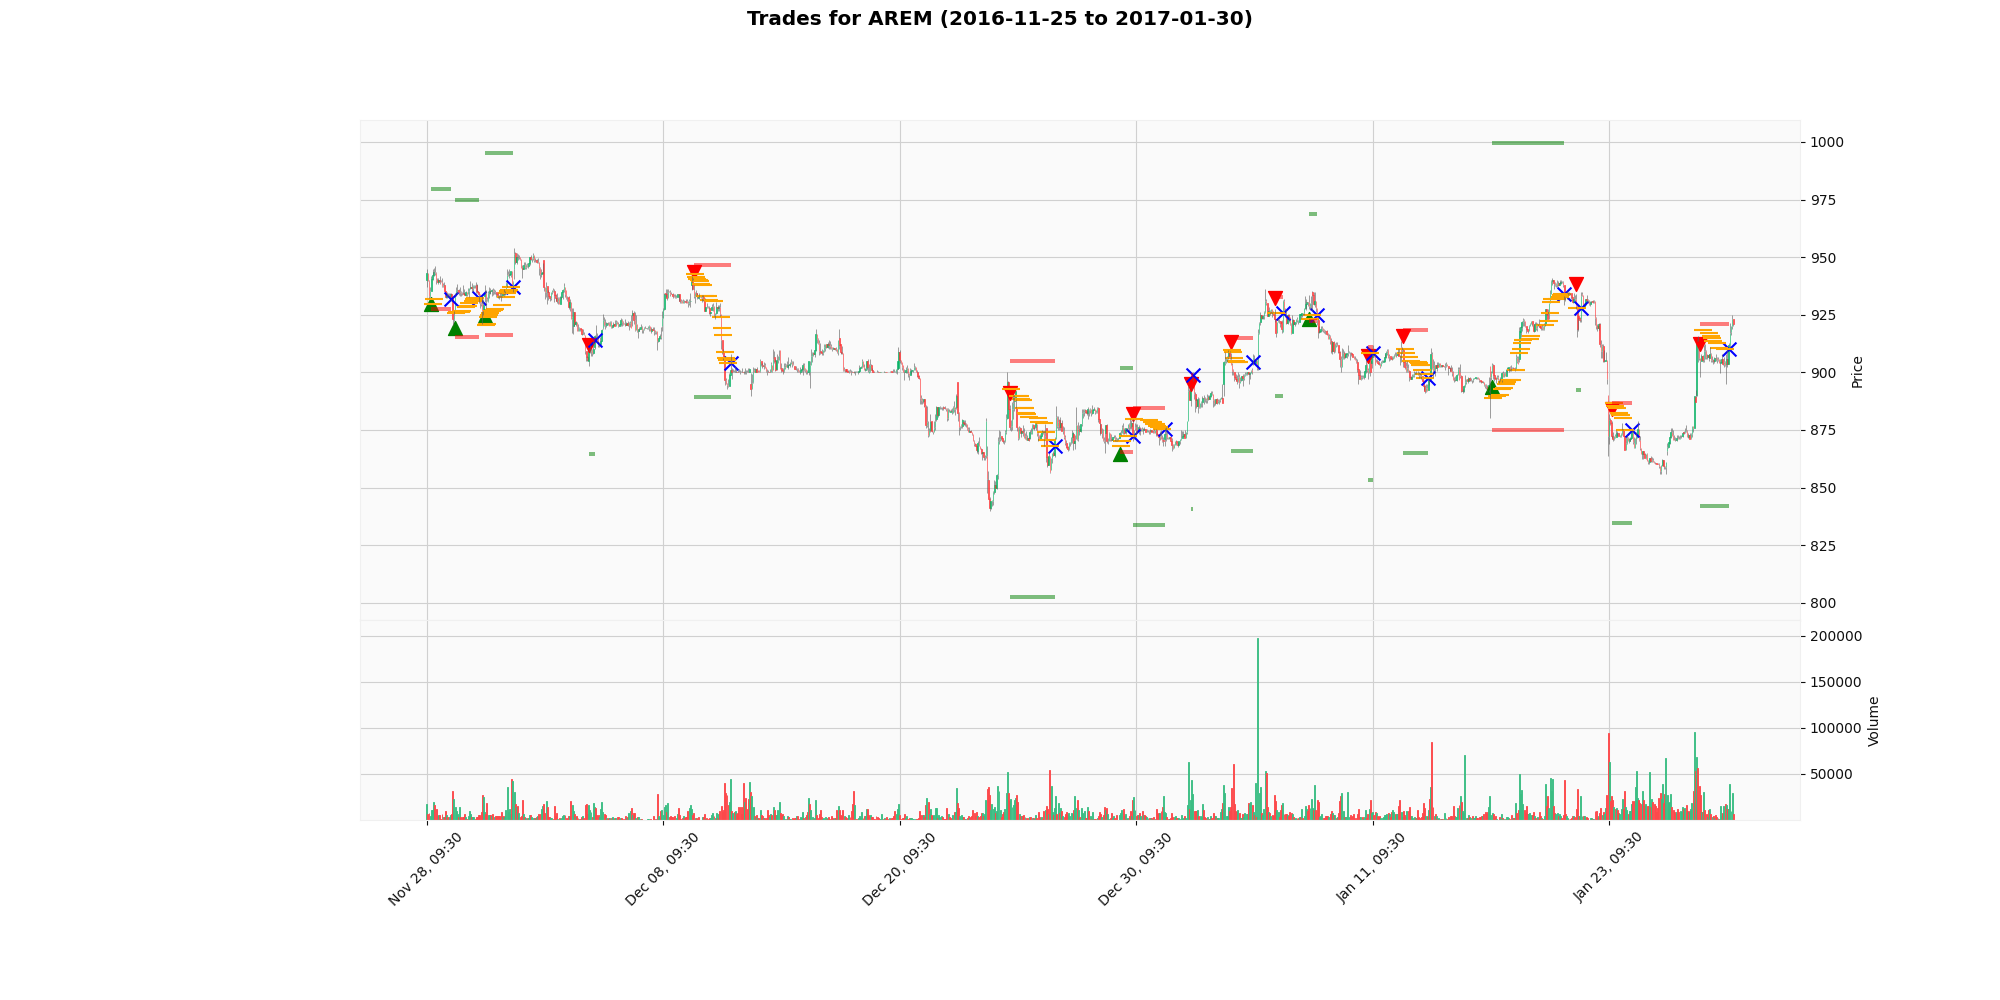 Trades for AREM (2016-11-25 to 2017-01-30)
1000
975
950
925
900
875
850
825
800
Price
200000
150000
100000
50000
Volume
Nov 28, 09:30
Dec 08, 09:30
Dec 20, 09:30
Dec 30, 09:30
Jan 11, 09:30
Jan 23, 09:30